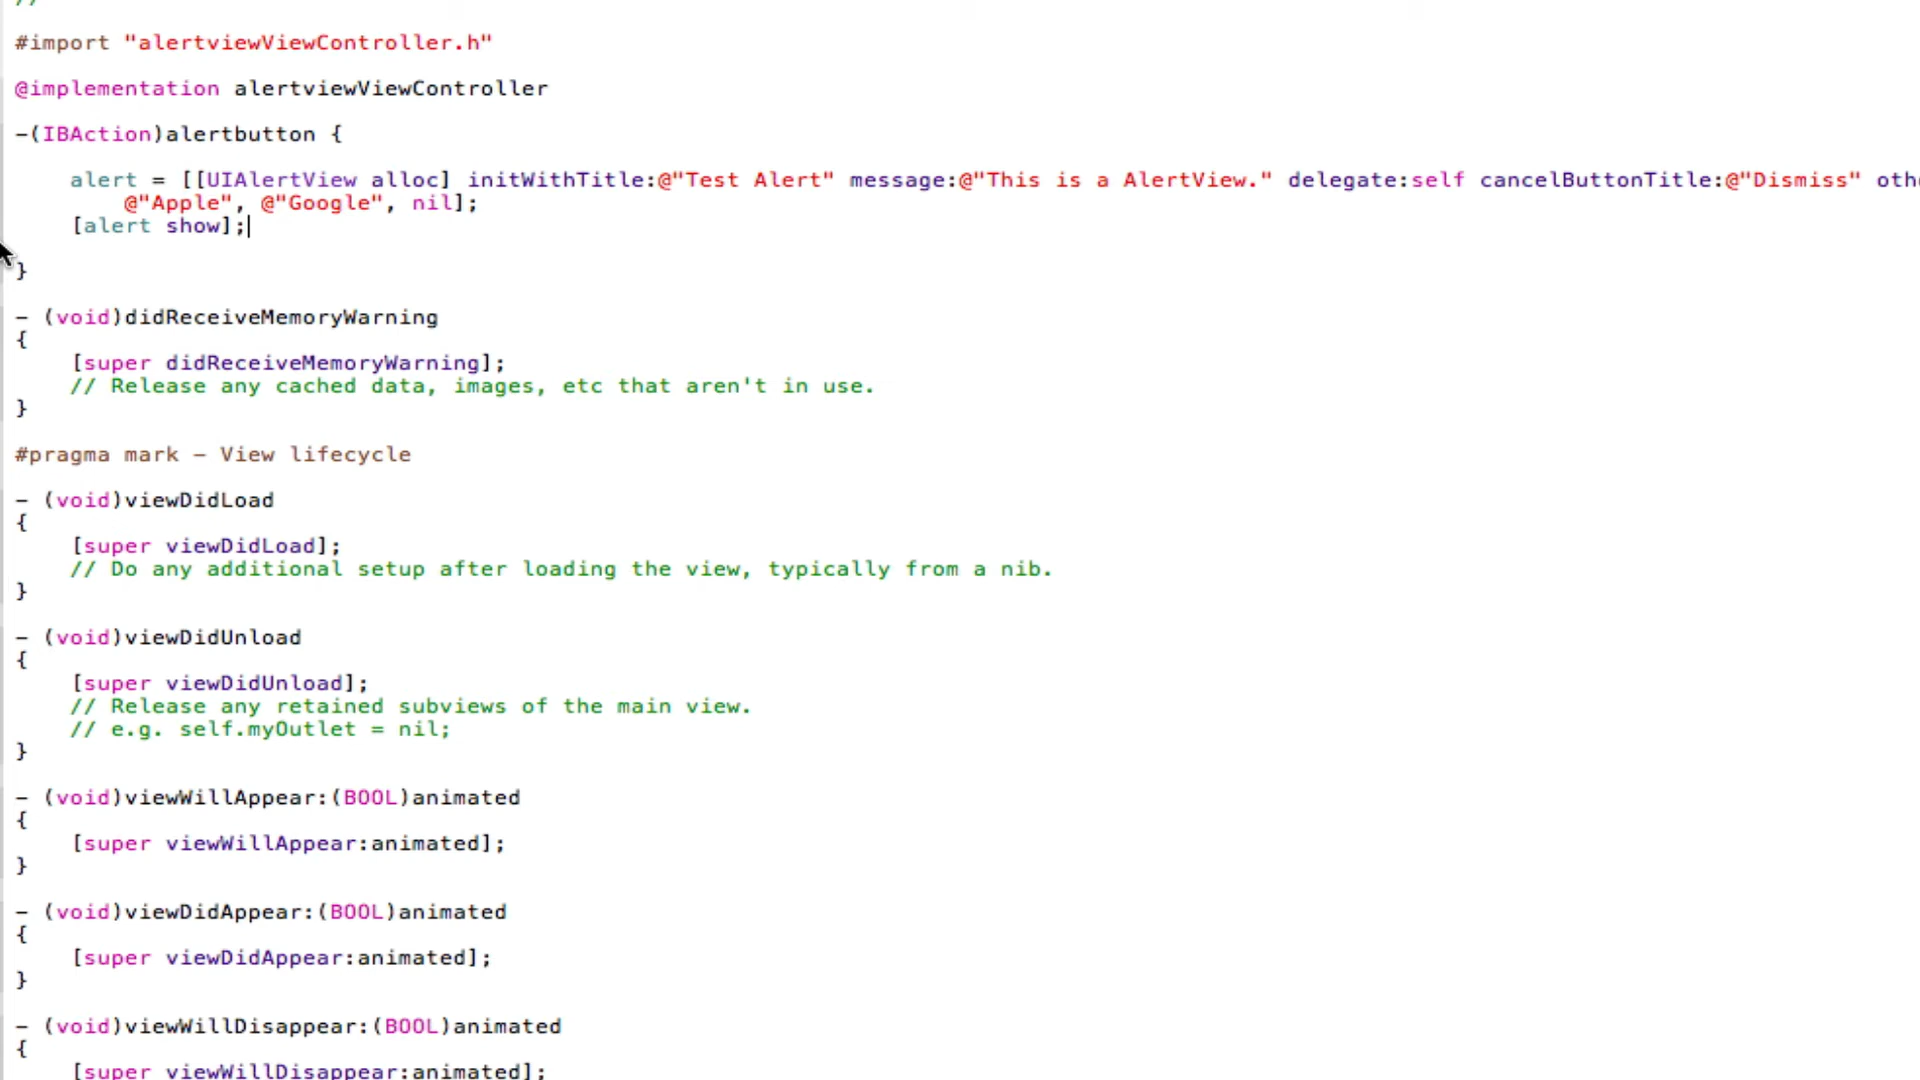 //
#import "alertviewViewController.h"
@implementation alertviewViewController
-(IBAction)alertbutton {
alert = [[UIAlertView alloc] initWithTitle:@"Test Alert" message:@"This is a AlertView." delegate:self cancelButtonTitle:@"Dismiss"
@"Apple", @"Google", nil];
[alert show];
}
- (void)didReceiveMemoryWarning
{
[super didReceiveMemoryWarning];
// Release any cached data, images, etc that aren't in use.
}
#pragma mark - View lifecycle
- (void)viewDidLoad
{
[super viewDidLoad];
// Do any additional setup after loading the view, typically from a nib.
}
- (void)viewDidUnload
{
[super viewDidUnload];
// Release any retained subviews of the main view.
// e.g. self.myOutlet = nil;
}
- (void)viewWillAppear:(BOOL)animated
{
[super viewWillAppear:animated];
}
- (void)viewDidAppear:(BOOL)animated
{
[super viewDidAppear:animated];
}
- (void)viewWillDisappear:(BOOL)animated
{
[super viewWillDisappear:animated];